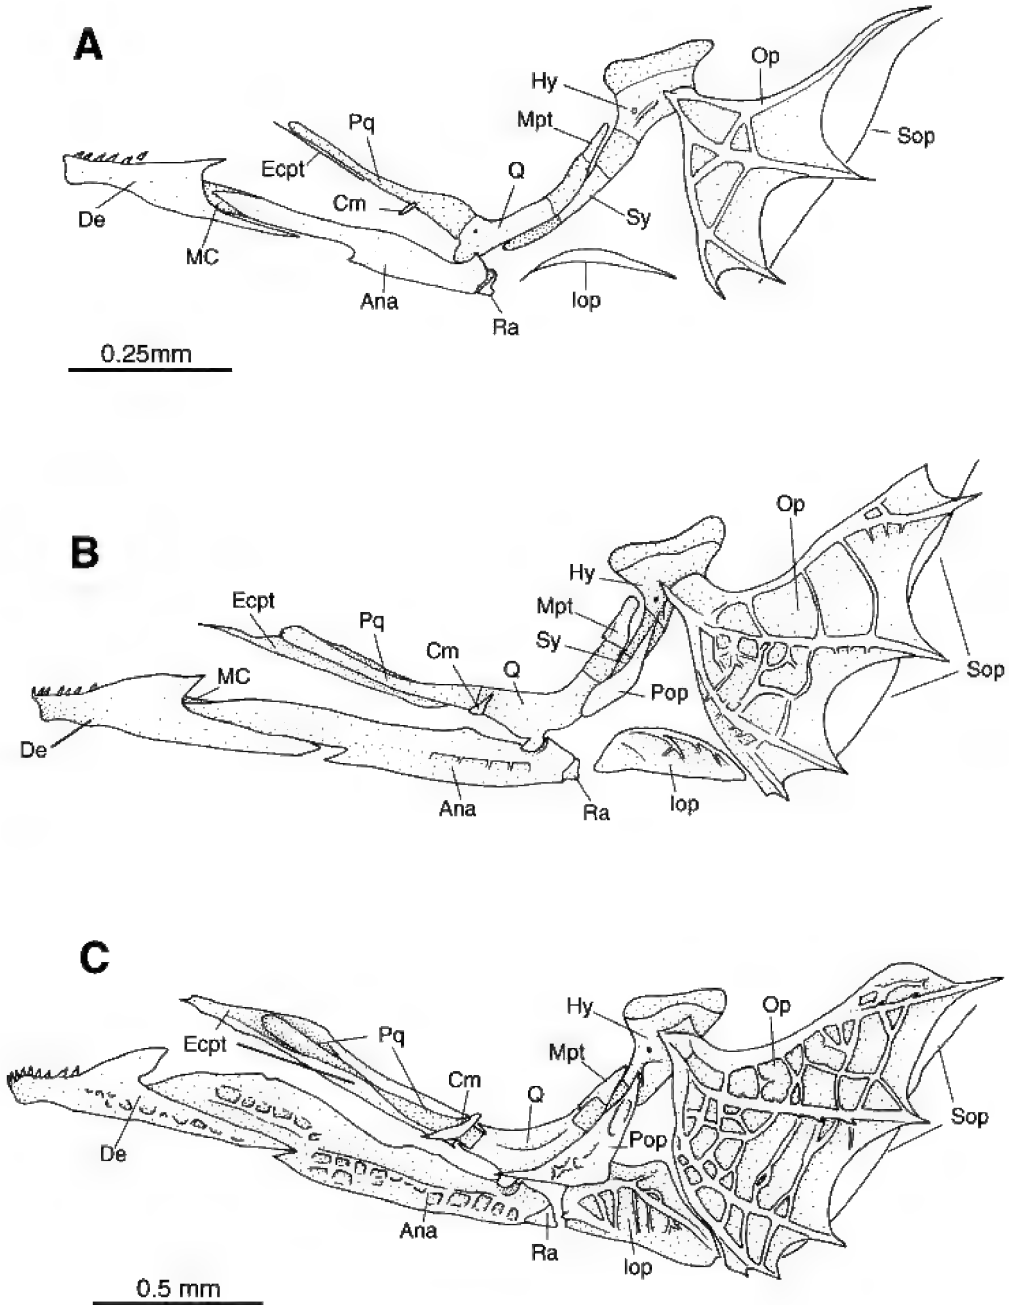 A
Op
Hy
Mpt
Sop
Pq
Ecpt
Q
Cm
Sy
De
MC
Ana
Iop
Ra
0.25mm
B
Op
Hy
Ecpt
Mpt
Pq
Sy
Cm
Q
MC
Sop
Pop
De
Ana
Iop
Ra
C
Hy
Op
Pq
Ecpt
Mpt
Cm
Q
Sop
Pop
De
Ana
Ra
Iop
0.5 mm